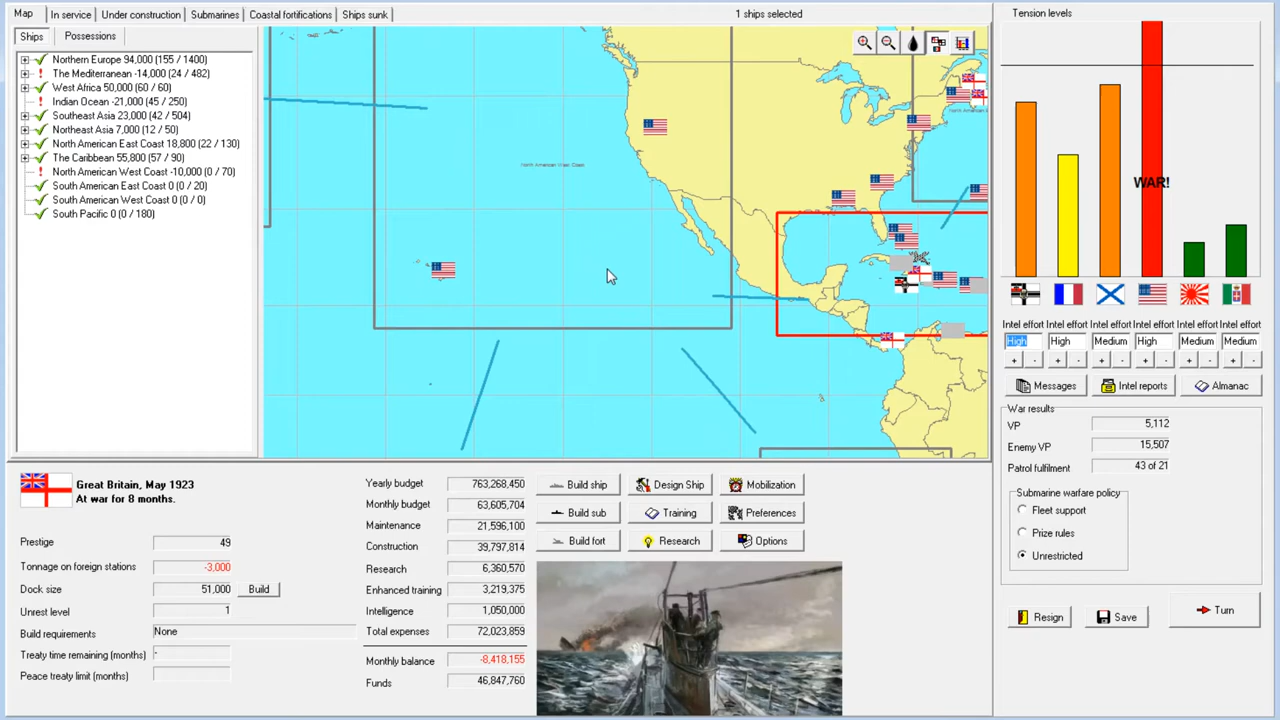 Map
In service
Under construction
Submarines
Coastal fortifications
Ships sunk
1 ships selected
Tension levels
Ships
Possessions
Northern Europe 94,000 (155 / 1400)
The Mediterranean -14,000 (24 / 482)
West Africa 50,000 (60 / 60)
Indian Ocean -21,000 (45 / 250)
Southeast Asia 23,000 (42 / 504)
Northeast Asia 7,000 (12 / 50)
North American East Coast 18,800 (22 / 130)
The Caribbean 55,800 (57 / 90)
North American West Coast -10,000 (0 / 70)
South American East Coast 0 (0 / 20)
South American West Coast 0 (0 / 0)
South Pacific 0 (0 / 180)
North American West Coast
WAR!
Intel effort Intel effort Intel effort Intel effort Intel effort Intel effort
High High Medium High Medium Medium
+ - + - + - + - + - + -
Messages
Intel reports
Almanac
War results
VP 5,112
Enemy VP 15,507
Patrol fulfilment 43 of 21
Submarine warfare policy
Fleet support
Prize rules
Unrestricted
Resign
Save
Turn
Great Britain, May 1923
At war for 8 months.
Prestige 49
Tonnage on foreign stations -3,000
Dock size 51,000 Build
Unrest level 1
Build requirements None
Treaty time remaining (months) -
Peace treaty limit (months)
Yearly budget 763,268,450
Monthly budget 63,605,704
Maintenance 21,596,100
Construction 39,797,814
Research 6,360,570
Enhanced training 3,219,375
Intelligence 1,050,000
Total expenses 72,023,859
Monthly balance -8,418,155
Funds 46,847,760
Build ship
Design Ship
Mobilization
Build sub
Training
Preferences
Build fort
Research
Options